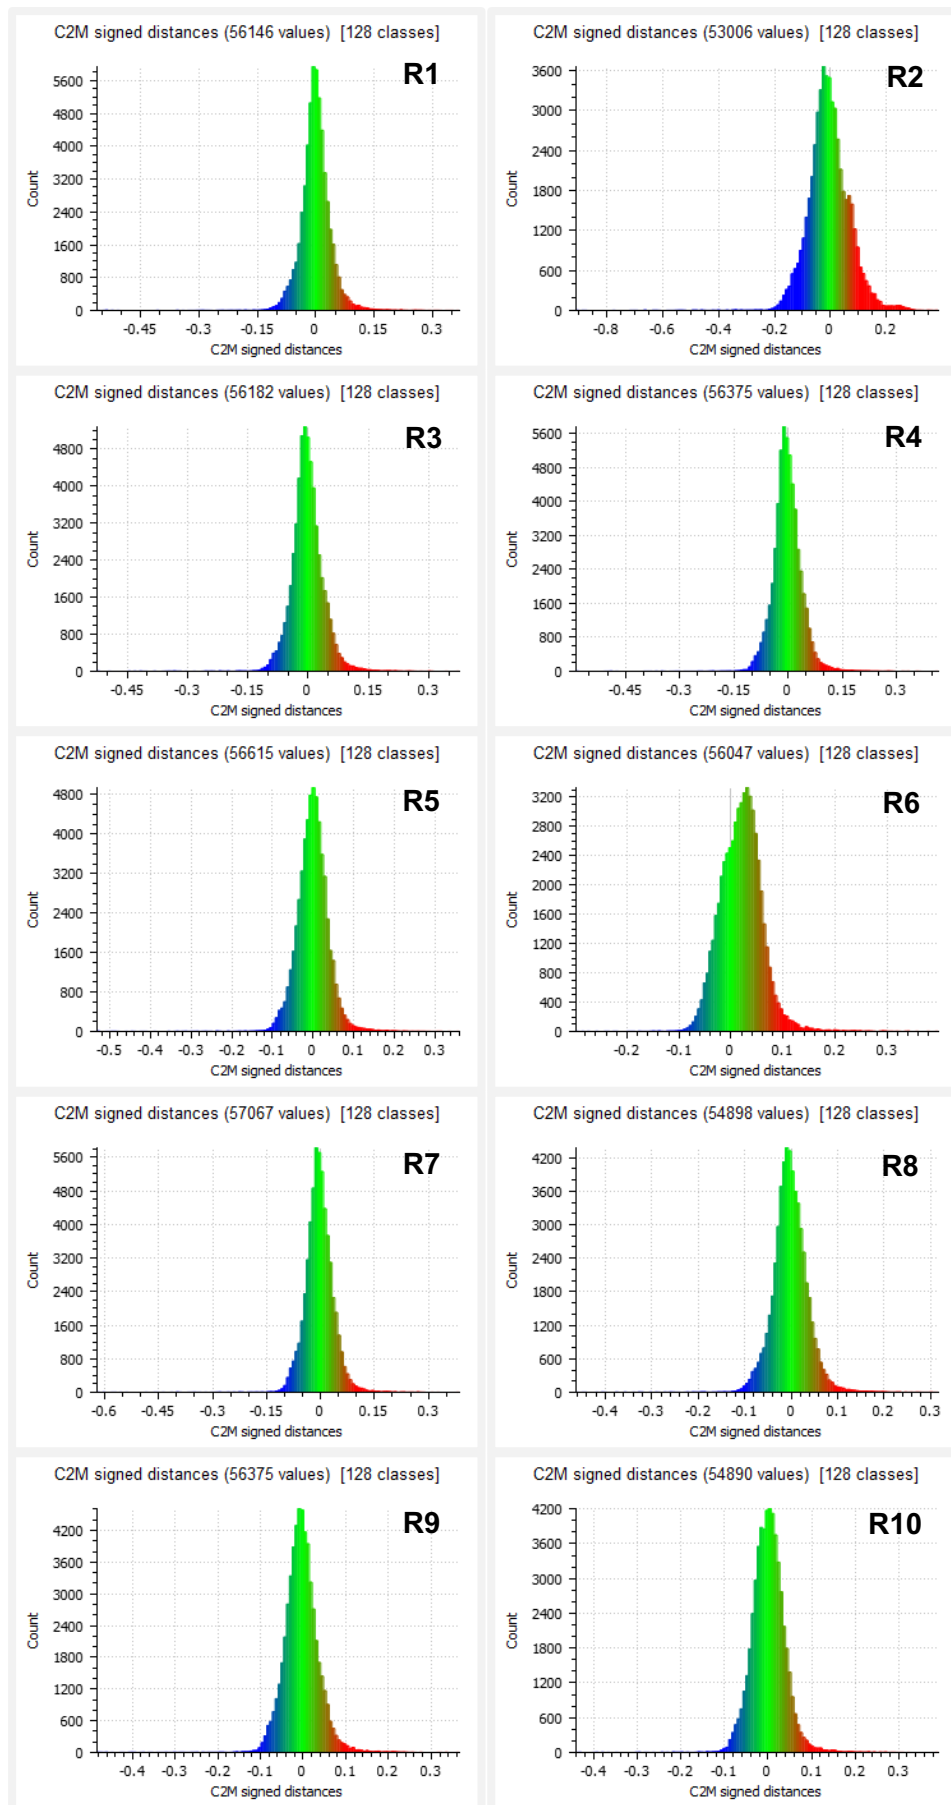 C2M signed distances (56146 values) [128 classes]
R1
Count
5600
4800
4000
3200
2400
1600
800
0
-0.45 -0.3 -0.15 0 0.15 0.3
C2M signed distances
C2M signed distances (53006 values) [128 classes]
R2
Count
3600
3000
2400
1800
1200
600
0
-0.8 -0.6 -0.4 -0.2 0 0.2
C2M signed distances
C2M signed distances (56182 values) [128 classes]
R3
Count
4800
4000
3200
2400
1600
800
0
-0.45 -0.3 -0.15 0 0.15 0.3
C2M signed distances
C2M signed distances (56375 values) [128 classes]
R4
Count
5600
4800
4000
3200
2400
1600
800
0
-0.45 -0.3 -0.15 0 0.15 0.3
C2M signed distances
C2M signed distances (56615 values) [128 classes]
R5
Count
4800
4000
3200
2400
1600
800
0
-0.5 -0.4 -0.3 -0.2 -0.1 0 0.1 0.2 0.3
C2M signed distances
C2M signed distances (56047 values) [128 classes]
R6
Count
3200
2800
2400
2000
1600
1200
800
400
0
-0.2 -0.1 0 0.1 0.2 0.3
C2M signed distances
C2M signed distances (57067 values) [128 classes]
R7
Count
5600
4800
4000
3200
2400
1600
800
0
-0.6 -0.45 -0.3 -0.15 0 0.15 0.3
C2M signed distances
C2M signed distances (54898 values) [128 classes]
R8
Count
4200
3600
3000
2400
1800
1200
600
0
-0.4 -0.3 -0.2 -0.1 0 0.1 0.2 0.3
C2M signed distances
C2M signed distances (56375 values) [128 classes]
R9
Count
4200
3600
3000
2400
1800
1200
600
0
-0.4 -0.3 -0.2 -0.1 0 0.1 0.2 0.3
C2M signed distances
C2M signed distances (54890 values) [128 classes]
R10
Count
4200
3600
3000
2400
1800
1200
600
0
-0.4 -0.3 -0.2 -0.1 0 0.1 0.2 0.3
C2M signed distances